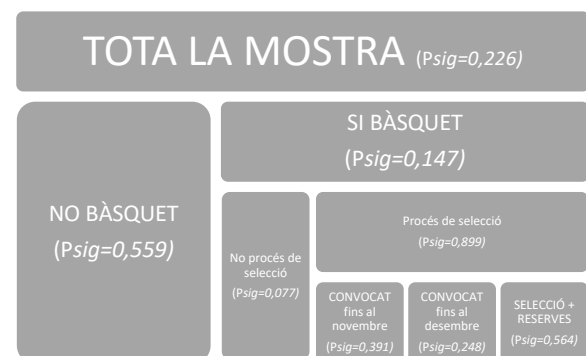 TOTA LA MOSTRA (Psig=0,226)
SI BÀSQUET
(Psig=0,147)
NO BÀSQUET
(Psig=0,559)
No procés de
selecció
(Psig=0,077)
Procés de selecció
(Psig=0,899)
CONVOCAT
fins al
novembre
(Psig=0,391)
CONVOCAT
fins al
desembre
(Psig=0,248)
SELECCIÓ +
RESERVES
(Psig=0,564)